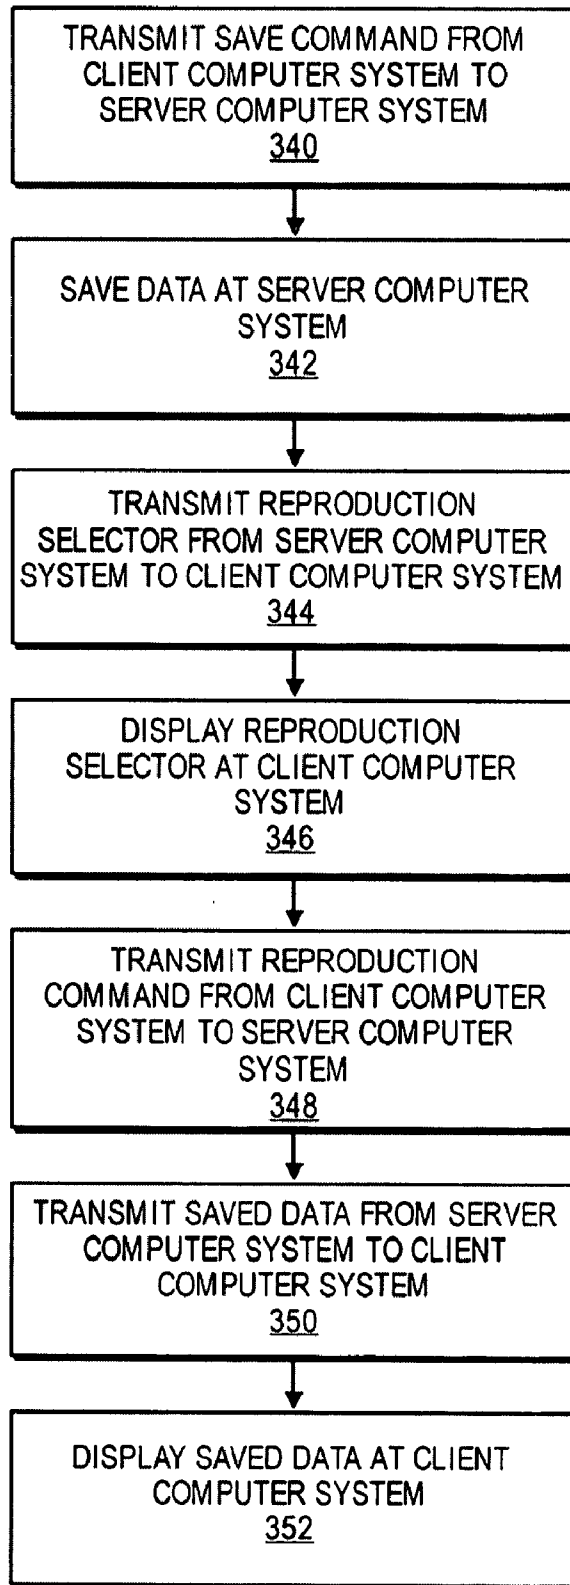 TRANSMIT SAVE COMMAND FROM
CLIENT COMPUTER SYSTEM TO
SERVER COMPUTER SYSTEM
340
SAVE DATA AT SERVER COMPUTER
SYSTEM
342
TRANSMIT REPRODUCTION
SELECTOR FROM SERVER COMPUTER
SYSTEM TO CLIENT COMPUTER SYSTEM
344
DISPLAY REPRODUCTION
SELECTOR AT CLIENT COMPUTER
SYSTEM
346
TRANSMIT REPRODUCTION
COMMAND FROM CLIENT COMPUTER
SYSTEM TO SERVER COMPUTER
SYSTEM
348
TRANSMIT SAVED DATA FROM SERVER
COMPUTER SYSTEM TO CLIENT
COMPUTER SYSTEM
350
DISPLAY SAVED DATA AT CLIENT
COMPUTER SYSTEM
352